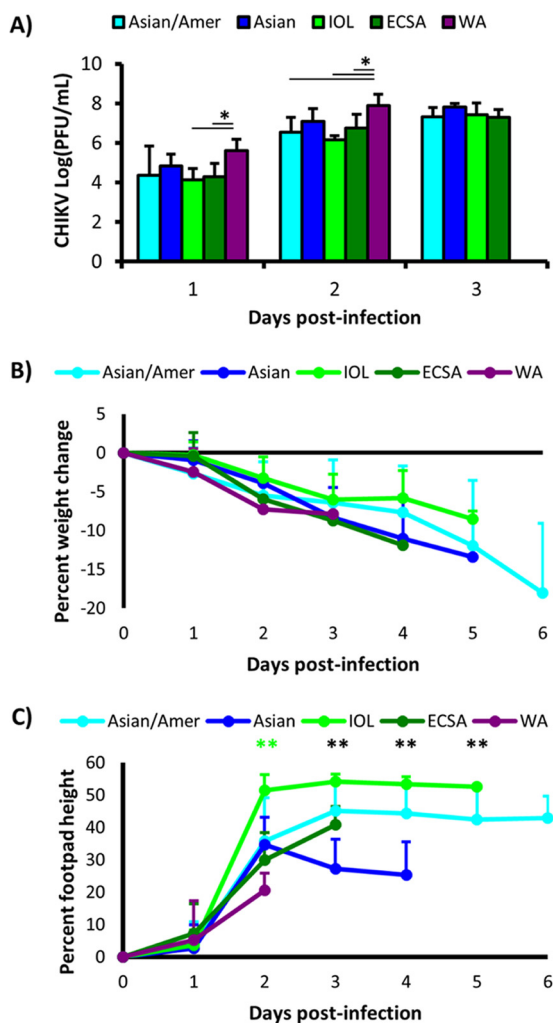 A)
Asian/Amer Asian IOL ECSA WA
*
*
10
8
6
4
2
0
CHIKV Log(PFU/mL)
1 2 3
Days post-infection
B)
Asian/Amer Asian IOL ECSA WA
5
0
-5
-10
-15
-20
Percent weight change
0 1 2 3 4 5 6
Days post-infection
C)
Asian/Amer Asian IOL ECSA WA
** ** ** **
60
50
40
30
20
10
0
Percent footpad height
0 1 2 3 4 5 6
Days post-infection